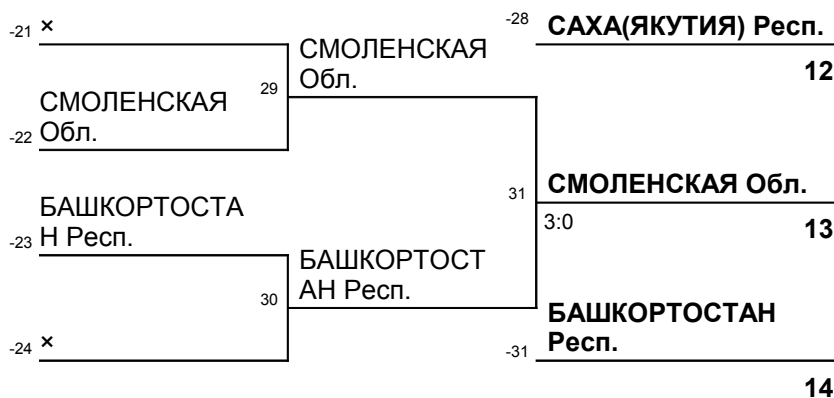 -21 ×
-28 САХА(ЯКУТИЯ) Респ.
12
СМОЛЕНСКАЯ
Обл.
29
СМОЛЕНСКАЯ
-22 Обл.
31
СМОЛЕНСКАЯ Обл.
3:0
13
БАШКОРТОСТА
-23 Н Респ.
БАШКОРТОСТ
АН Респ.
30
БАШКОРТОСТАН
Респ.
-31
-24 ×
14